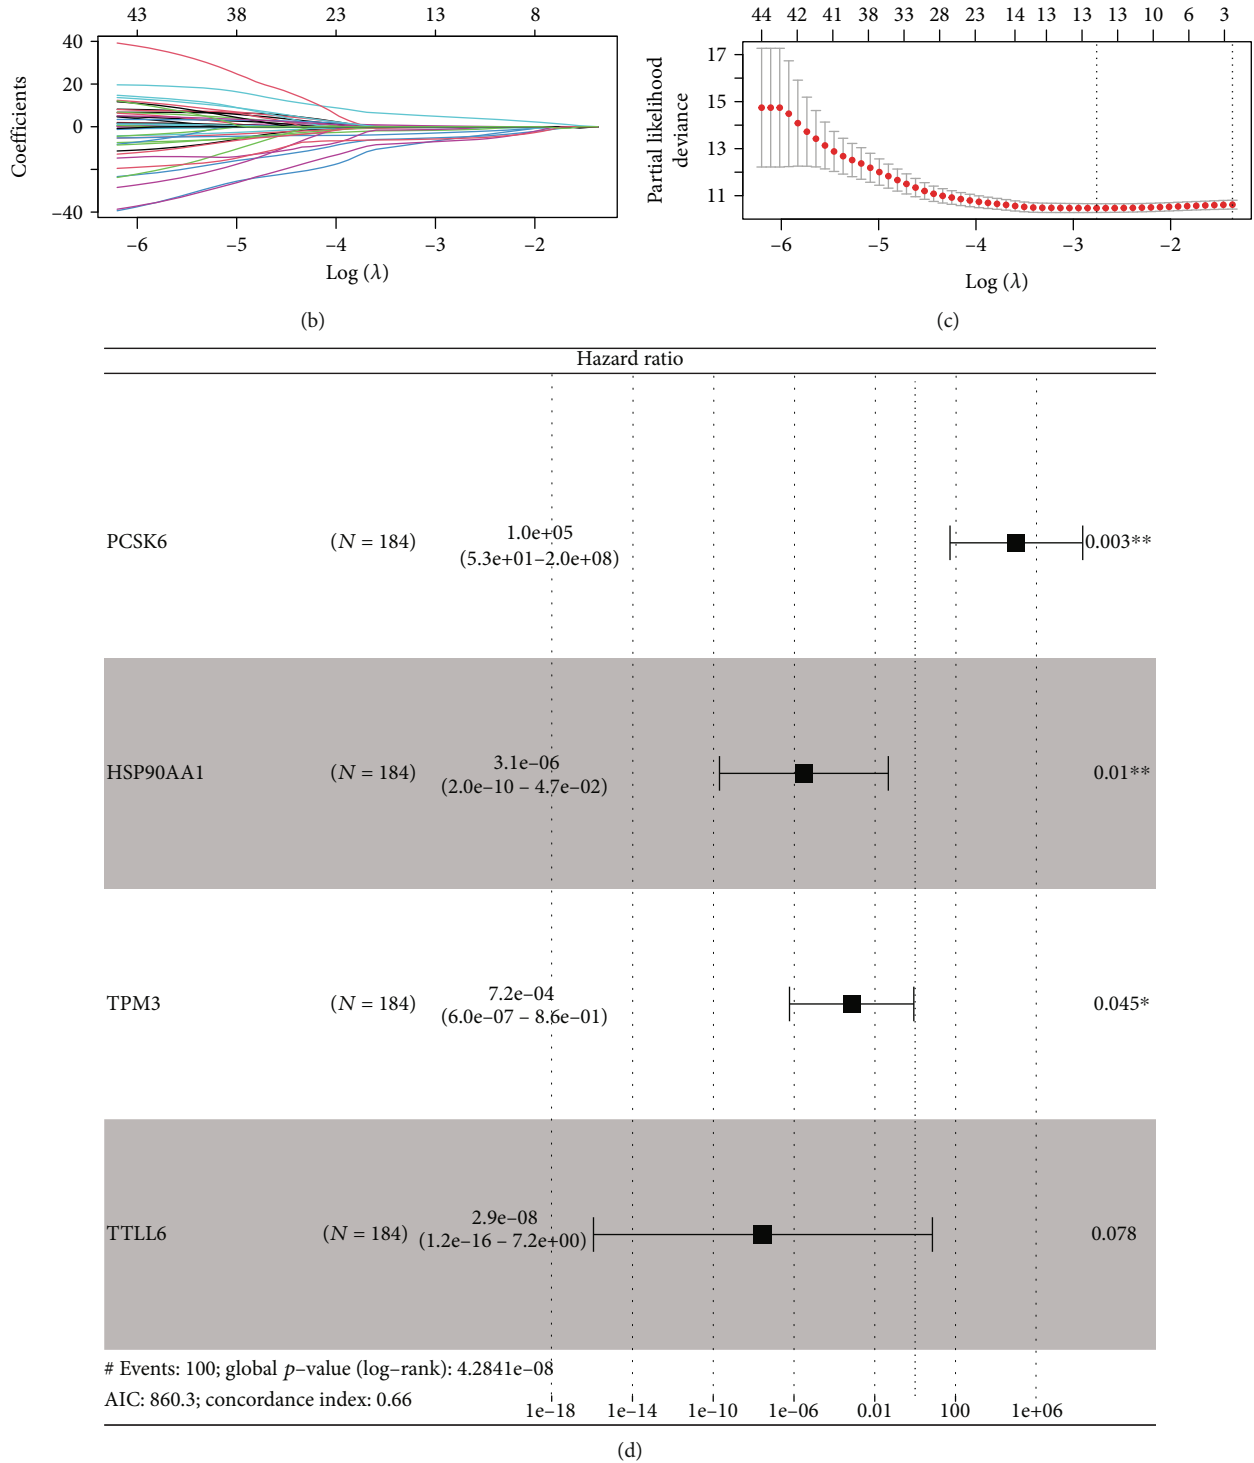 43 38 23 13 8
40
20
0
−40
Coefficients
−6 −5 −4 −3 −2
Log (λ)
(b)
44 42 41 38 33 28 23 14 13 13 13 10 6 3
17
15
13
11
Partial likelihood
deviance
−6 −5 −4 −3 −2
Log (λ)
(c)
Hazard ratio
PCSK6 (N = 184) 1.0e+05 0.003**
(5.3e+01–2.0e+08)
HSP90AA1 (N = 184) 3.1e–06 0.01**
(2.0e–10 – 4.7e–02)
TPM3 (N = 184) 7.2e–04 0.045*
(6.0e–07 – 8.6e–01)
TTLL6 (N = 184) 2.9e–08 0.078
(1.2e–16 – 7.2e+00)
# Events: 100; global p–value (log–rank): 4.2841e–08
AIC: 860.3; concordance index: 0.66
1e–18 1e–14 1e–10 1e–06 0.01 100 1e+06
(d)